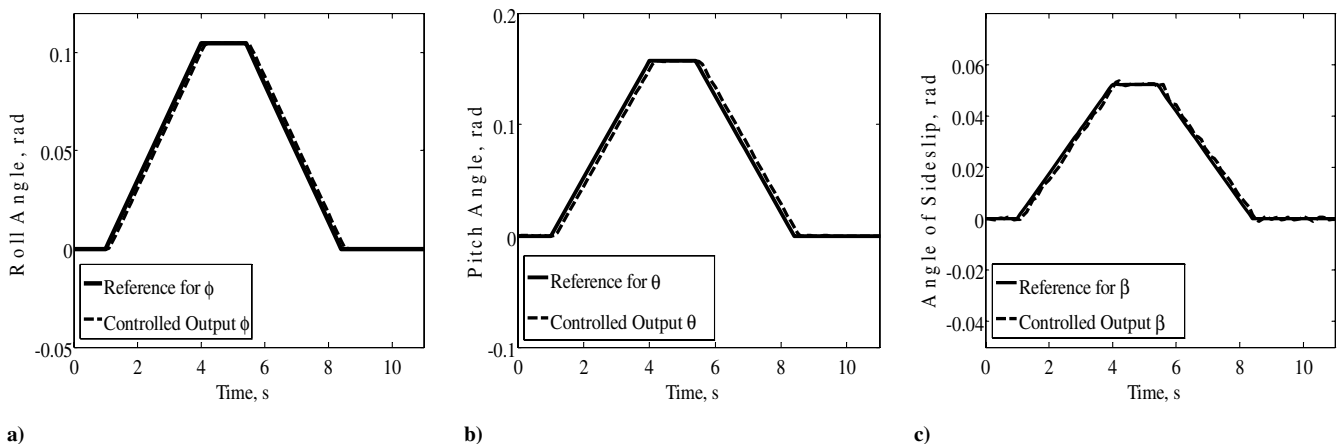 0.1
0.05
0
-0.05
Roll Angle, rad
Reference for ϕ
Controlled Output ϕ
0 2 4 6 8 10
Time, s
a)
0.2
0.1
0
-0.1
Pitch Angle, rad
Reference for θ
Controlled Output θ
0 2 4 6 8 10
Time, s
b)
0.06
0.04
0.02
0
-0.02
-0.04
Angle of Sideslip, rad
Reference for β
Controlled Output β
0 2 4 6 8 10
Time, s
c)